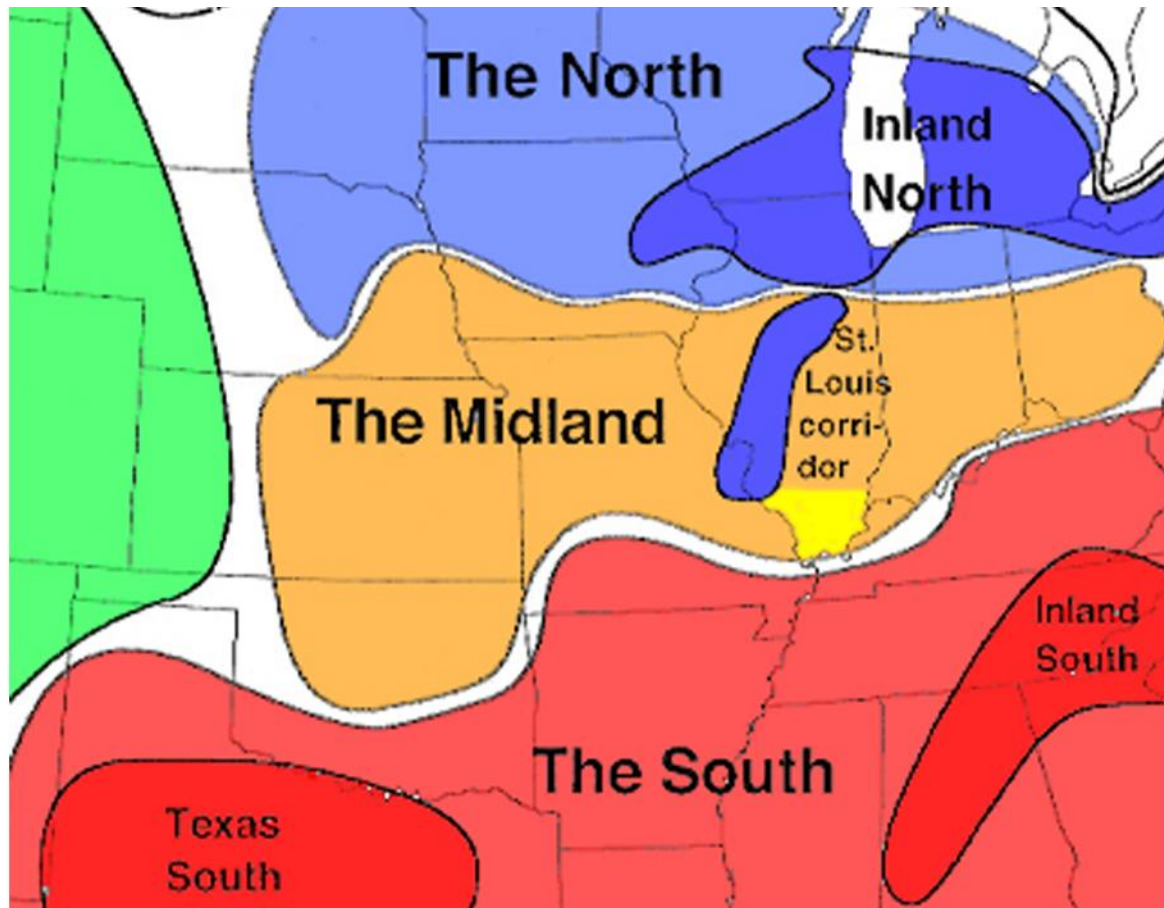 The North
Inland
North
St.
Louis
corri-
dor
The Midland
Inland
South
The South
Texas
South